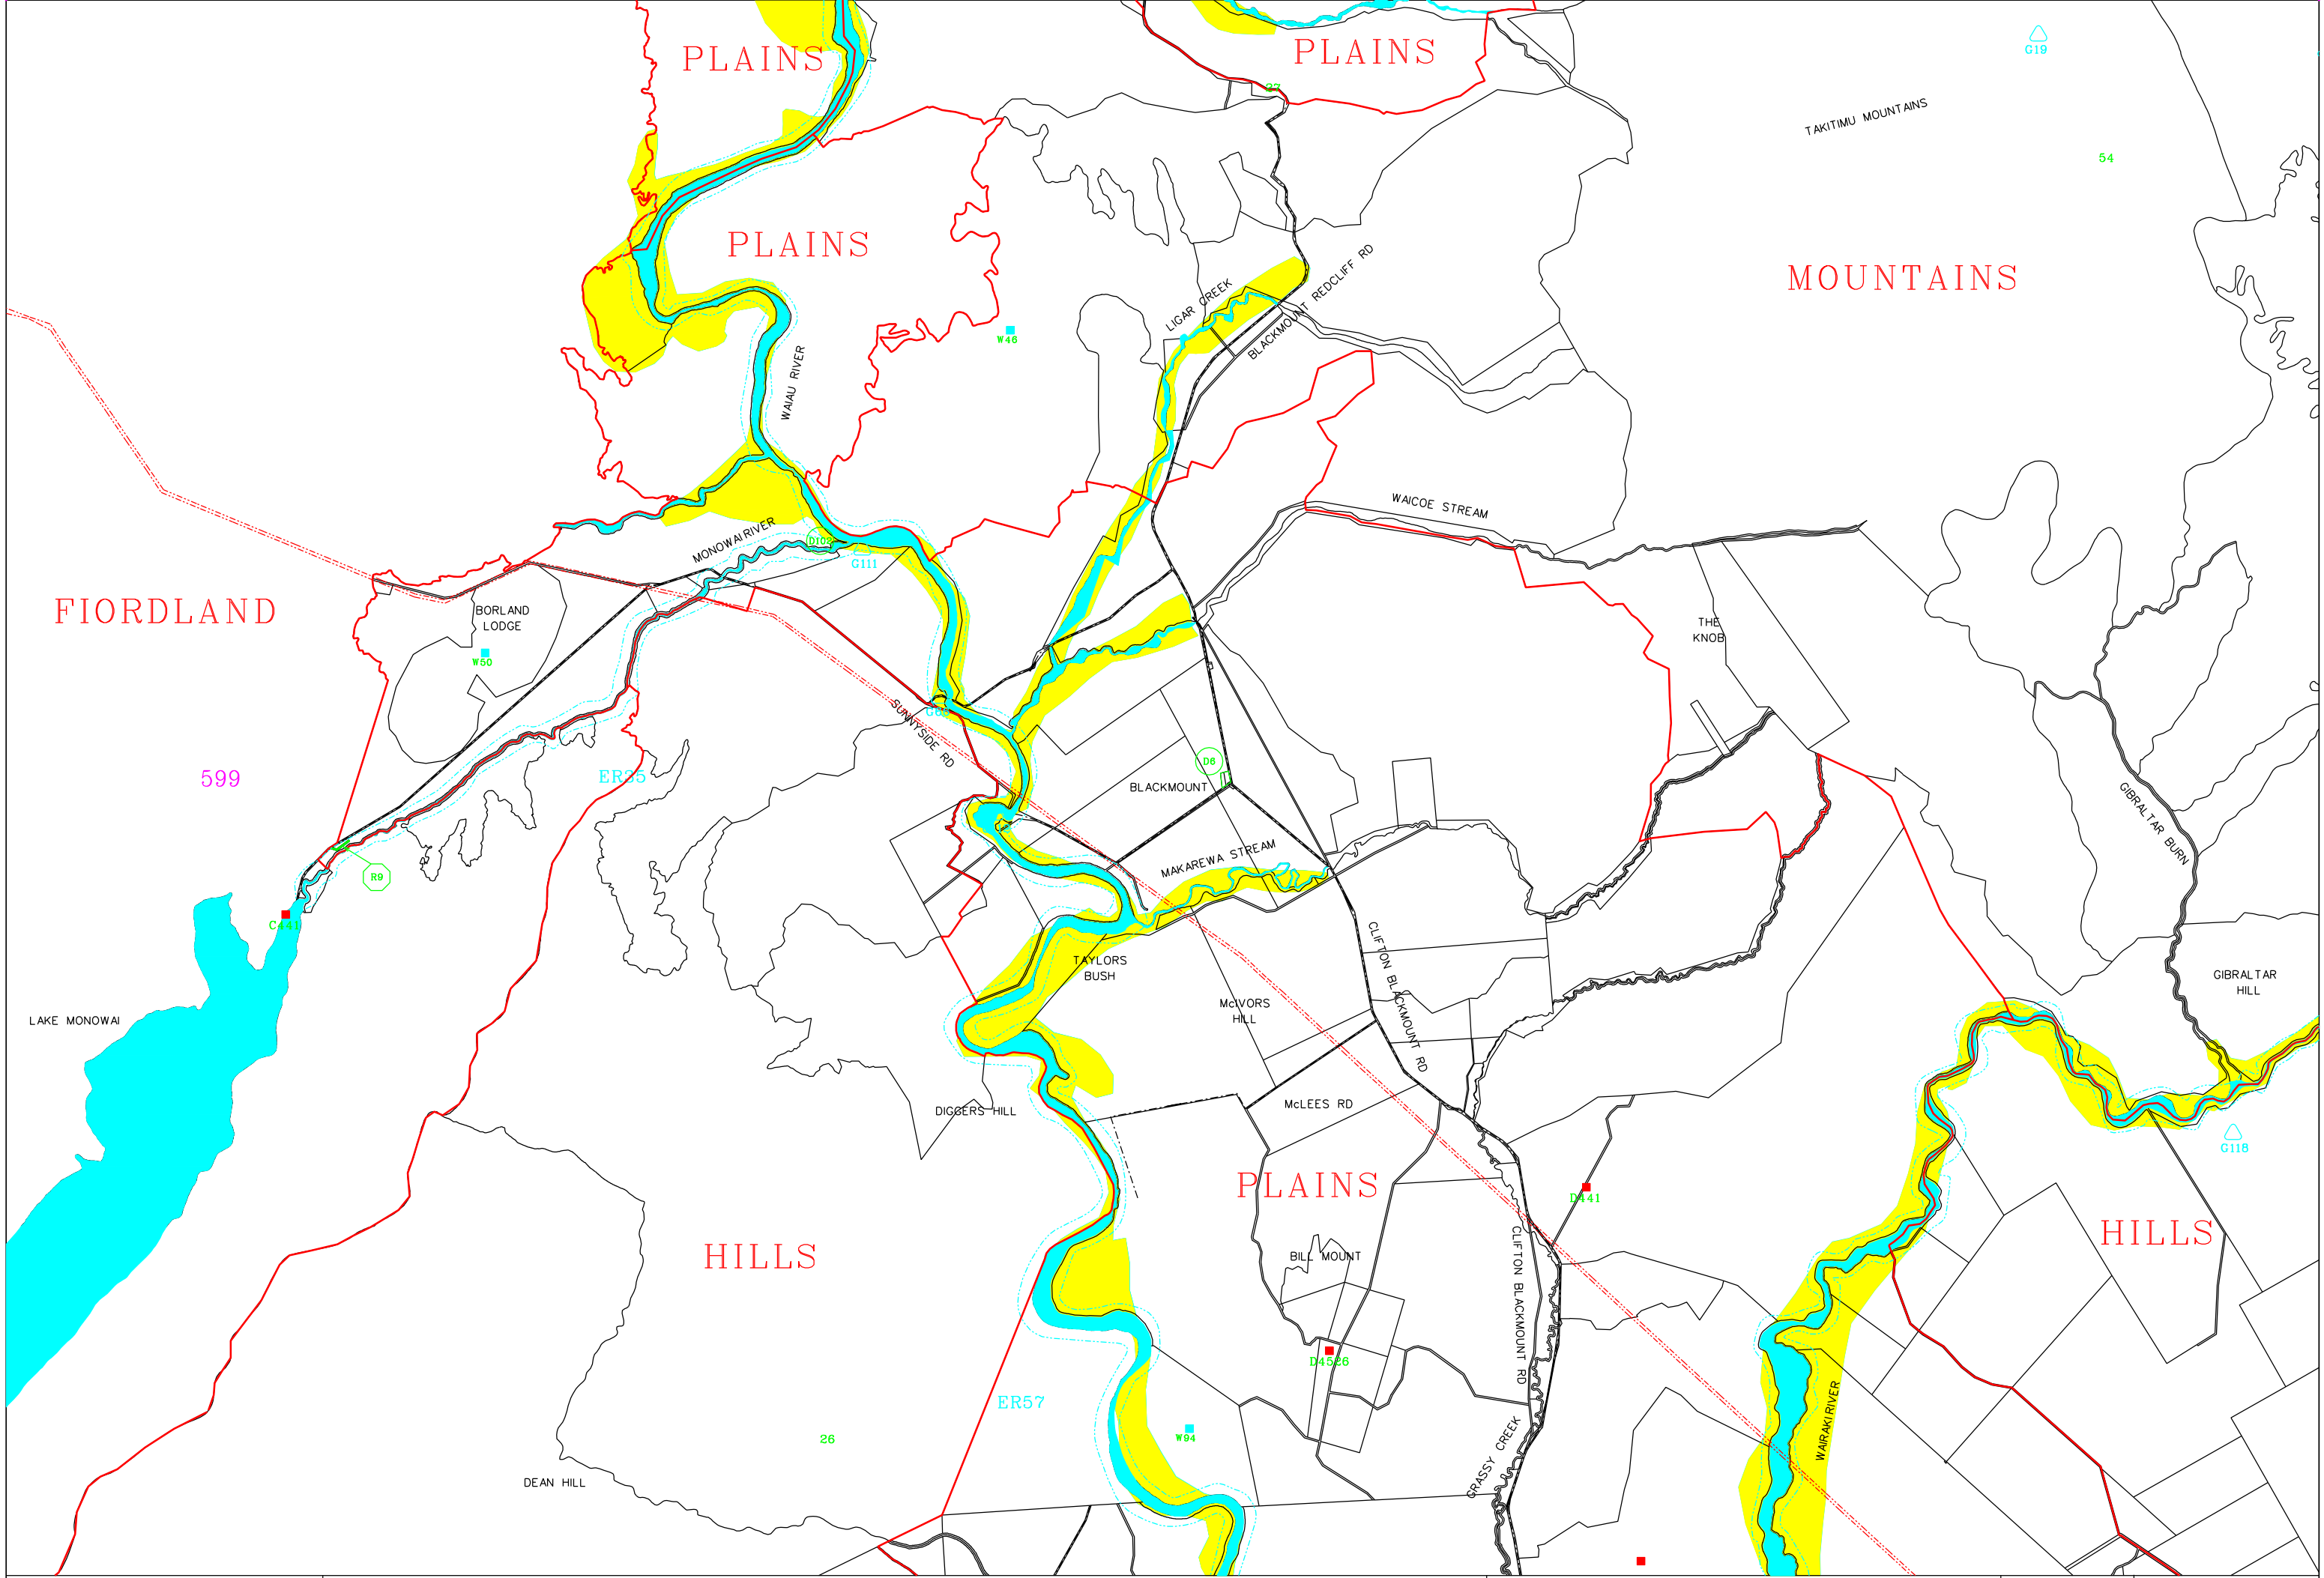 PLAINS
PLAINS
G19
27
TAKITIMU MOUNTAINS
54
PLAINS
MOUNTAINS
LIGAR CREEK
BLACKMOUNT REDCLIFF RD
W46
WAIAU RIVER
WAICOE STREAM
MONOWAI RIVER
D102
G111
FIORDLAND
BORLAND
LODGE
THE
KNOB
W50
SUNNYSIDE RD
599
ER35
D6
BLACKMOUNT
GIBRALTAR BURN
MAKAREWA STREAM
R9
C441
CLIFTON BLACKMOUNT RD
TAYLORS
BUSH
GIBRALTAR
HILL
McIVORS
HILL
LAKE MONOWAI
DIGGERS HILL
McLEES RD
G118
PLAINS
D441
HILLS
HILLS
BILL MOUNT
CLIFTON BLACKMOUNT RD
D4526
ER57
WAIRAKI RIVER
W94
26
GRASSY CREEK
DEAN HILL